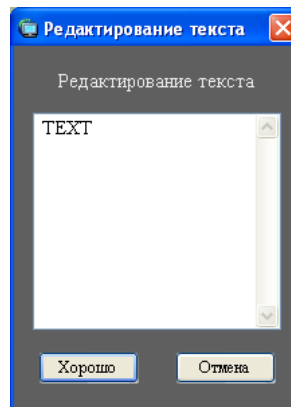 Редактирование текста
Редактирование текста
TEXT
Хорошо
Отмена